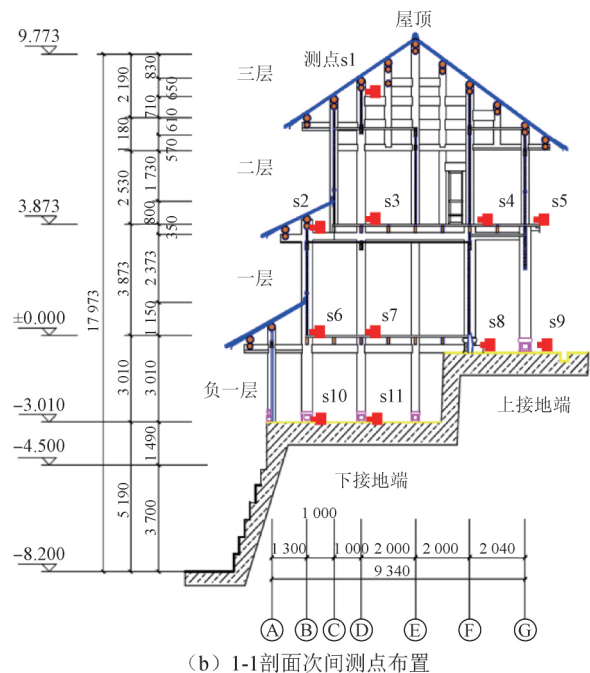 屋顶
9.773
三层
测点s1
2 190
830
650
710
610
1 180
570
二层
2 530
1 730
s2
s3
s4
s5
3.873
800
350
一层
3 873
2 373
17 973
±0.000
1 150
s6
s7
s8
s9
负一层
3 010
3 010
s10
s11
上接地端
-3.010
-4.500
1 490
下接地端
5 190
3 700
1 000
1 300
1 000
2 000
2 000
2 040
-8.200
9 340
A B C D E F G
（b）1-1剖面次间测点布置